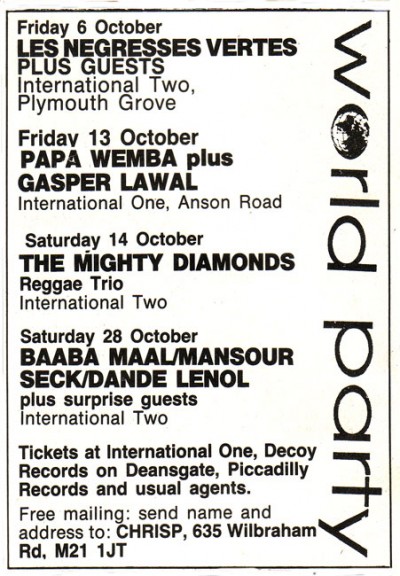 Friday 6 October
LES NEGRESSES VERTES
PLUS GUESTS
International Two,
Plymouth Grove
Friday 13 October
PAPA WEMBA plus
GASPER LAWAL
International One, Anson Road
Saturday 14 October
THE MIGHTY DIAMONDS
Reggae Trio
International Two
Saturday 28 October
BAABA MAAL/MANSOUR
SECK/DANDE LENOL
plus surprise guests
International Two
Tickets at International One, Decoy
Records on Deansgate, Piccadilly
Records and usual agents.
Free mailing: send name and
address to: CHRISP, 635 Wilbraham
Rd, M21 1JT
world party